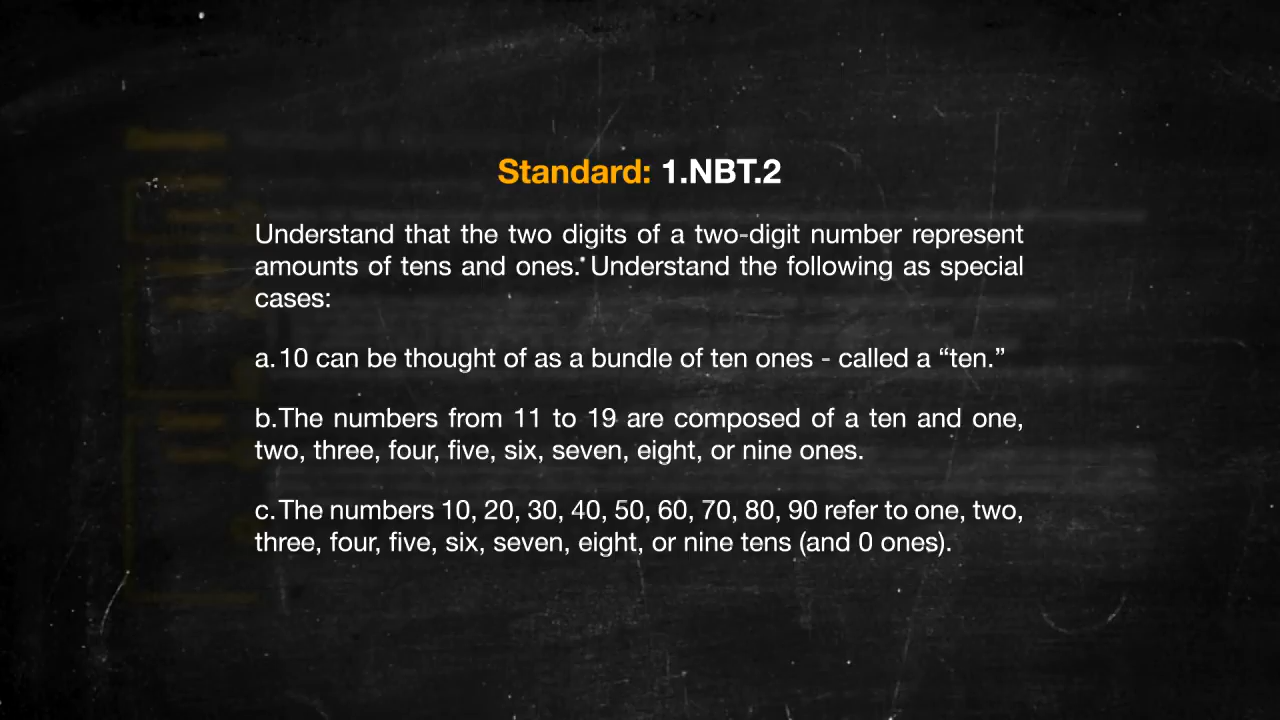 Standard: 1.NBT.2
Understand that the two digits of a two-digit number represent
amounts of tens and ones.* Understand the following as special
cases:
a. 10 can be thought of as a bundle of ten ones - called a “ten.”
b.The numbers from 11 to 19 are composed of a ten and one,
two, three, four, five, six, seven, eight, or nine ones.
c.The numbers 10, 20, 30, 40, 50, 60, 70, 80, 90 refer to one, two,
three, four, five, six, seven, eight, or nine tens (and 0 ones).